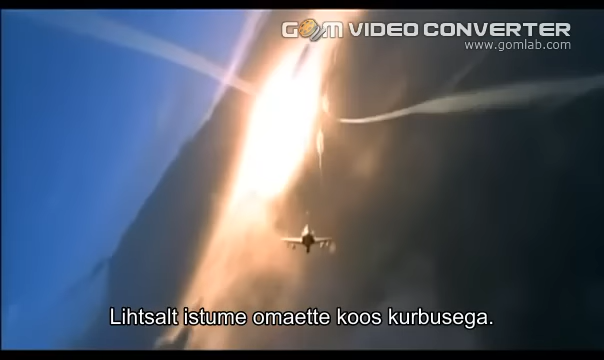 GOM VIDEO CONVERTER
www.gomlab.com
Lihtsalt istume omaette koos kurbusega.